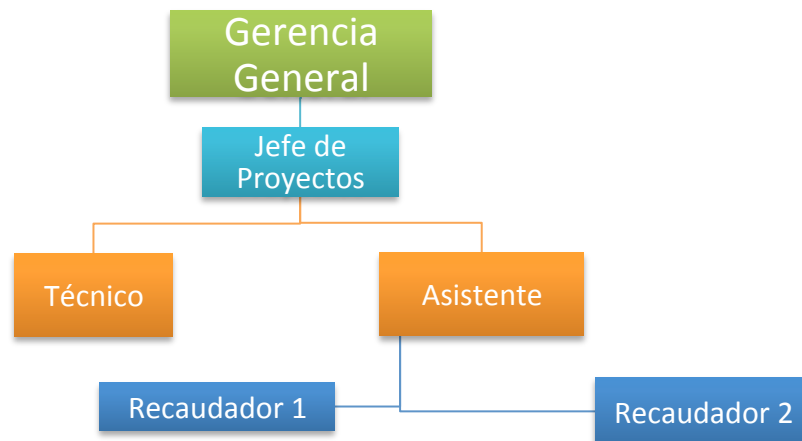 Gerencia
General
Jefe de
Proyectos
Técnico
Asistente
Recaudador 1
Recaudador 2